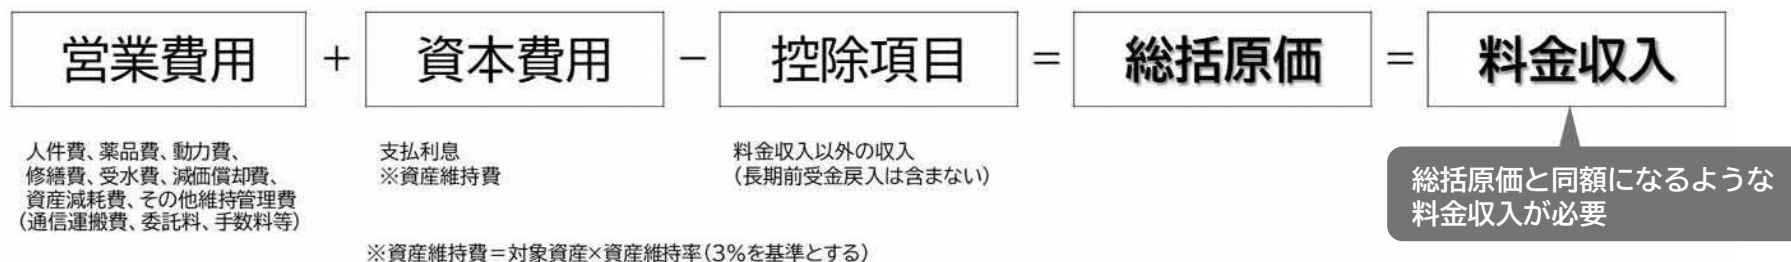 営業費用 + 資本費用 − 控除項目 = 総括原価 = 料金収入
人件費、薬品費、動力費、
修繕費、受水費、減価償却費、
資産減耗費、その他維持管理費
(通信運搬費、委託料、手数料等)
支払利息
※資産維持費
料金収入以外の収入
(長期前受金戻入は含まない)
総括原価と同額になるような
料金収入が必要
※資産維持費=対象資産×資産維持率(3%を基準とする)